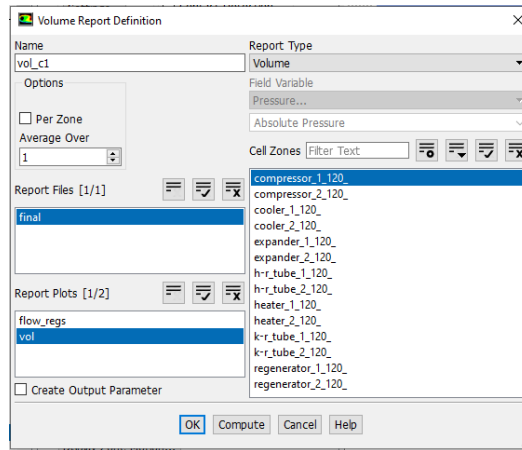 Volume Report Definition
Name
vol_c1
Options
Per Zone
Average Over
1
Report Files [1/1]
final
Report Plots [1/2]
flow_regs
vol
Create Output Parameter
Report Type
Volume
Field Variable
Pressure...
Absolute Pressure
Cell Zones Filter Text
compressor_1_120_
compressor_2_120_
cooler_1_120_
cooler_2_120_
expander_1_120_
expander_2_120_
h-r_tube_1_120_
h-r_tube_2_120_
heater_1_120_
heater_2_120_
k-r_tube_1_120_
k-r_tube_2_120_
regenerator_1_120_
regenerator_2_120_
OK Compute Cancel Help